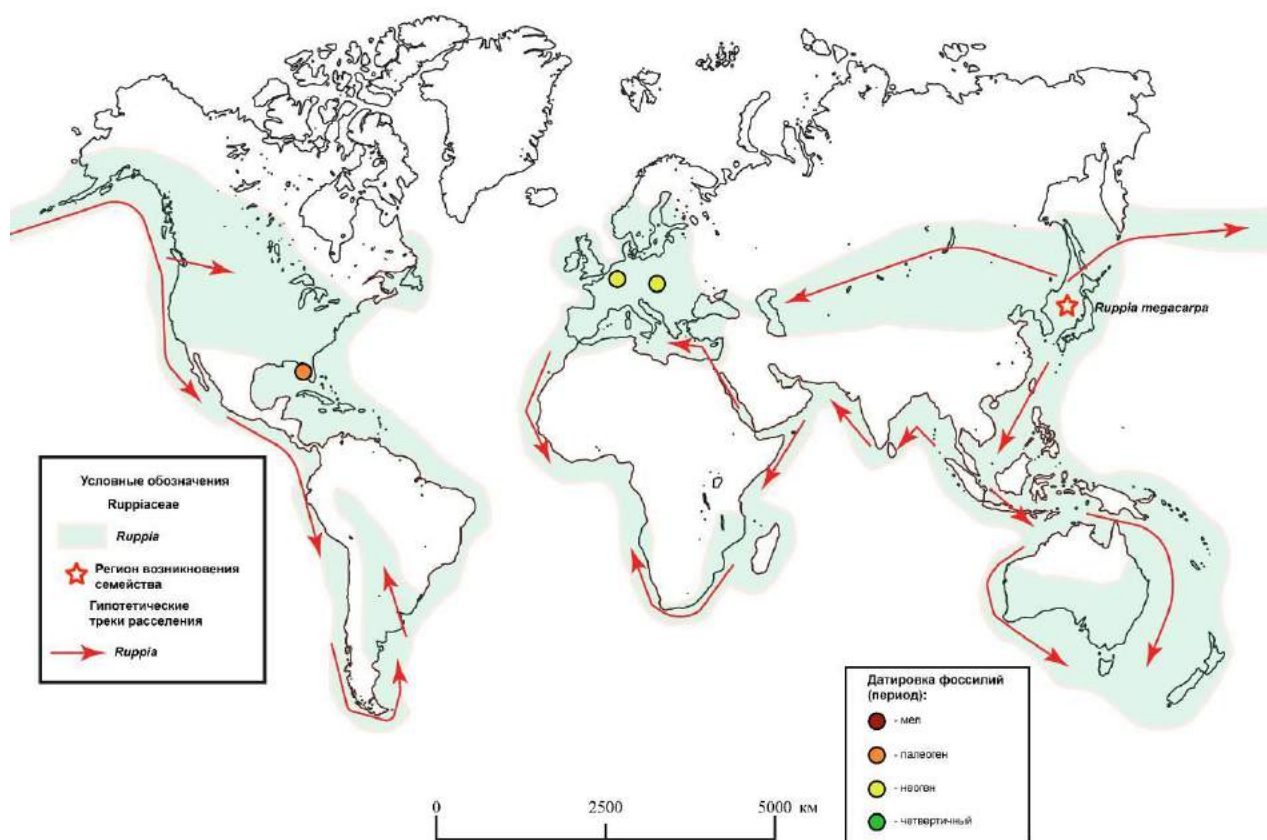 Ruppia megacarpa
Условные обозначения
Ruppiaceae
Ruppia
Регион возникновения
семейства
Гипотетические
треки расселения
Ruppia
Датировка фоссилий
(период):
- мел
- палеоген
- неоген
- четвертичный
0 2500 5000 км